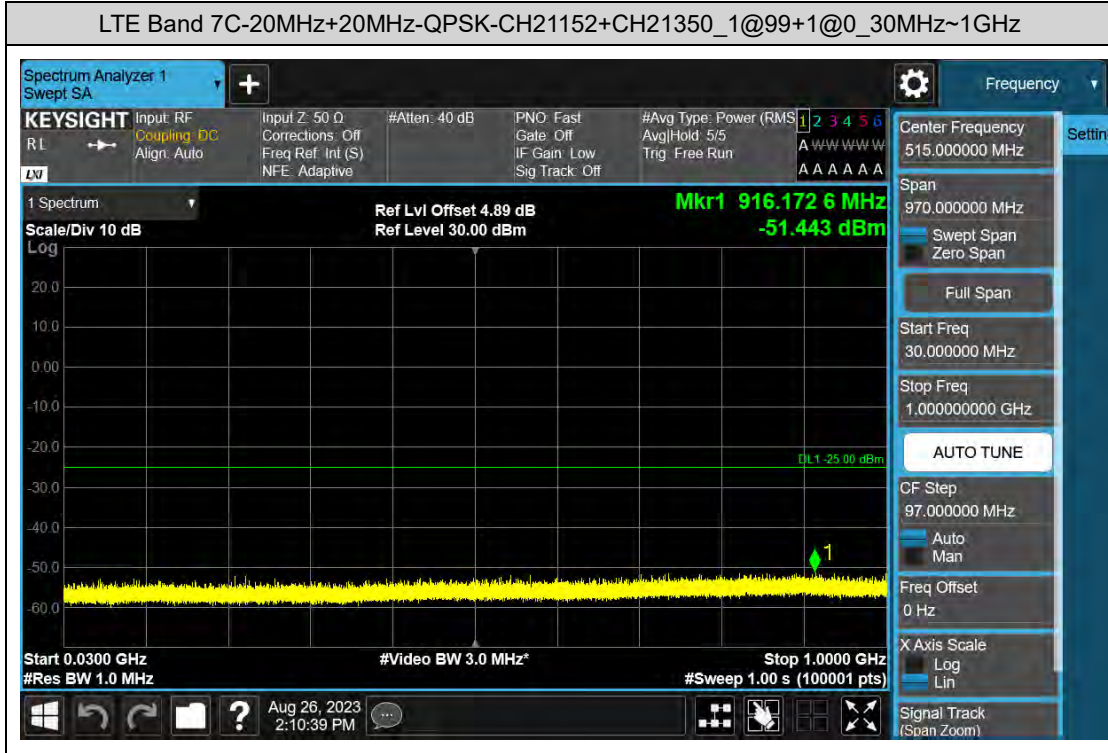 LTE Band 7C-20MHz+20MHz-QPSK-CH21152+CH21350_1@99+1@0_30MHz~1GHz
Spectrum Analyzer 1
Swept SA
Frequency
KEYSIGHT
RL
LXI
Input: RF
Coupling: DC
Align: Auto
Input Z: 50 Ω
Corrections: Off
Freq Ref: Int (S)
NFE: Adaptive
#Atten: 40 dB
PNO: Fast
Gate: Off
IF Gain: Low
Sig Track: Off
#Avg Type: Power (RMS
Avg|Hold: 5/5
Trig: Free Run
1 2 3 4 5 6
A W W W W W
A A A A A A
Settin
1 Spectrum
Scale/Div 10 dB
Log
Ref Lvl Offset 4.89 dB
Ref Level 30.00 dBm
Mkr1 916.172 6 MHz
-51.443 dBm
20.0
10.0
0.00
-10.0
-20.0
DL1 -25.00 dBm
-30.0
-40.0
1
-50.0
-60.0
Start 0.0300 GHz
#Res BW 1.0 MHz
#Video BW 3.0 MHz*
Stop 1.0000 GHz
#Sweep 1.00 s (100001 pts)
Center Frequency
515.000000 MHz
Span
970.000000 MHz
Swept Span
Zero Span
Full Span
Start Freq
30.000000 MHz
Stop Freq
1.000000000 GHz
AUTO TUNE
CF Step
97.000000 MHz
Auto
Man
Freq Offset
0 Hz
X Axis Scale
Log
Lin
Signal Track
(Span Zoom)
?
Aug 26, 2023
2:10:39 PM